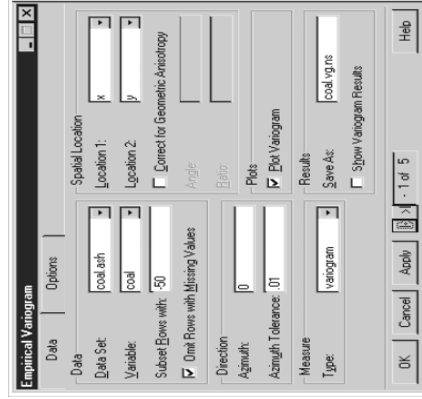 Empirical Variogram
Data
Options
Data
Data Set:
coal.ash
Variable:
coal
Subset Rows with:
-50
Omit Rows with Missing Values
Direction
Azimuth:
0
Azimuth Tolerance:
.01
Measure
Type:
variogram
Spatial Location
Location 1:
x
Location 2:
y
Correct for Geometric Anisotropy
Angle:
Ratio:
Plots
Plot Variogram
Results
Save As:
coal.vg.ns
Show Variogram Results
OK
Cancel
Apply
- 1 of 5
Help